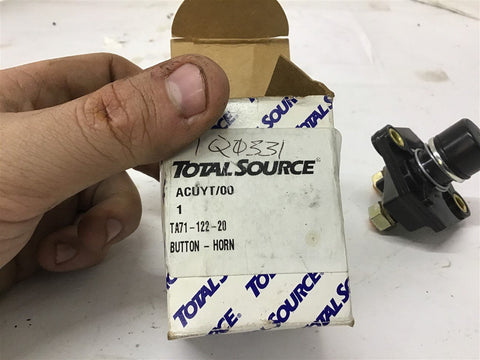 TOTAL SOURCE
SOURCE
1Q0331
TOTAL SOURCE®
ACUYT/00
1
TA71-122-20
BUTTON - HORN
TOTAL SOURCE
TOTAL